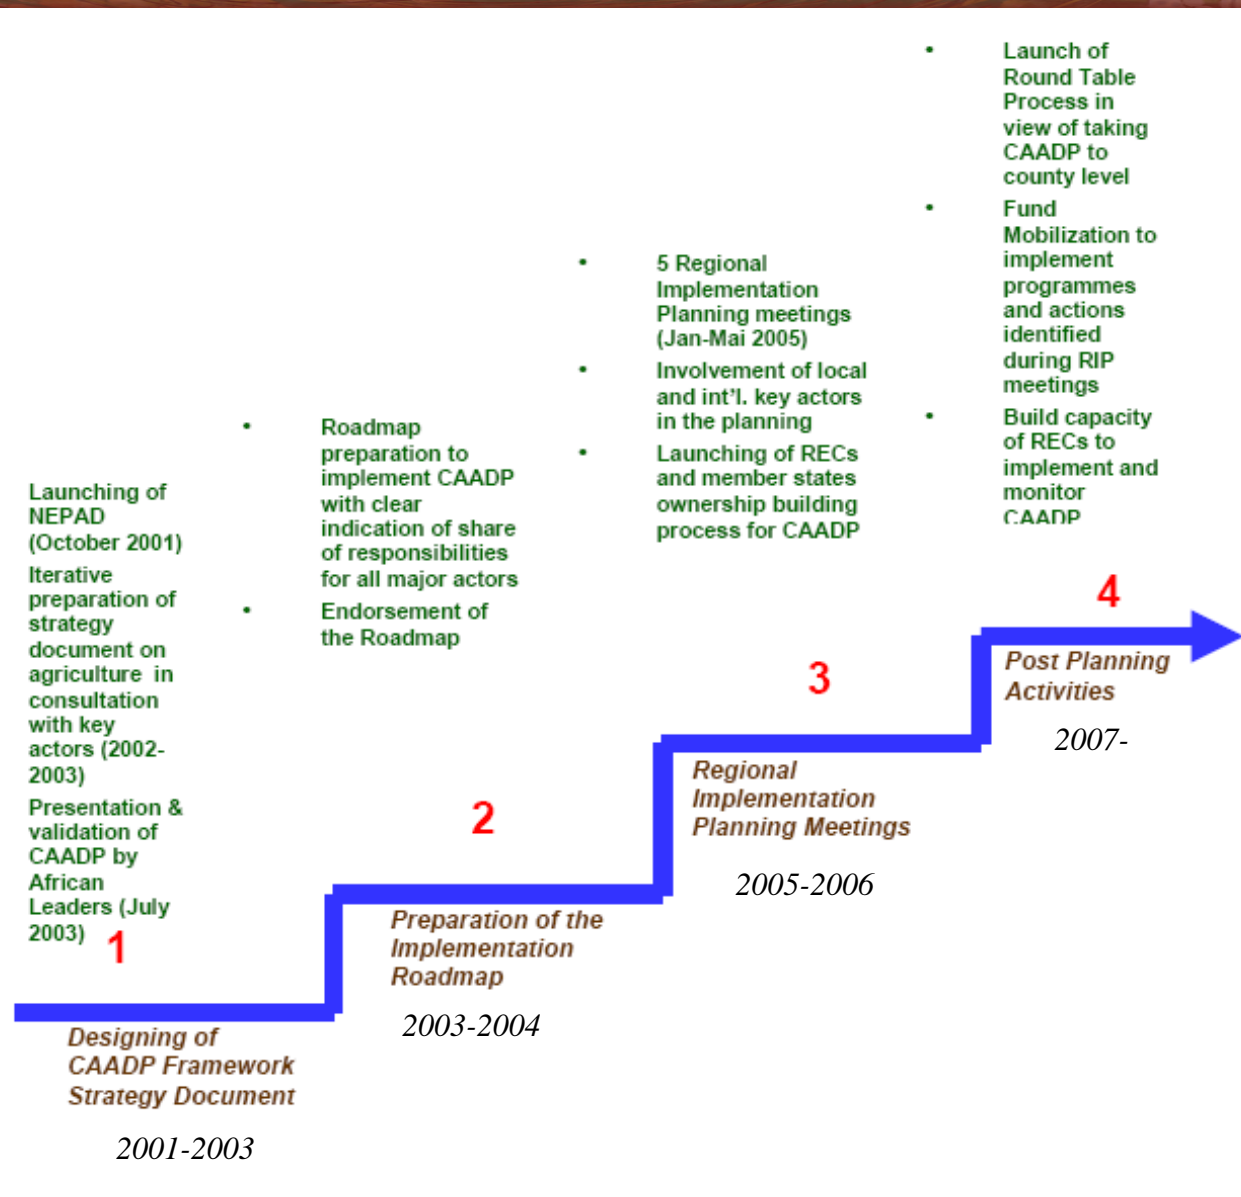 Launching of
NEPAD
(October 2001)
Iterative
preparation of
strategy
document on
agriculture in
consultation
with key
actors (2002-
2003)
Presentation &
validation of
CAADP by
African
Leaders (July
2003)
1
Designing of
CAADP Framework
Strategy Document
2001-2003
• Roadmap
preparation to
implement CAADP
with clear
indication of share
of responsibilities
for all major actors
• Endorsement of
the Roadmap
2
Preparation of the
Implementation
Roadmap
2003-2004
• 5 Regional
Implementation
Planning meetings
(Jan-Mai 2005)
• Involvement of local
and int'l. key actors
in the planning
• Launching of RECs
and member states
ownership building
process for CAADP
3
Regional
Implementation
Planning Meetings
2005-2006
• Launch of
Round Table
Process in
view of taking
CAADP to
county level
• Fund
Mobilization to
implement
programmes
and actions
identified
during RIP
meetings
• Build capacity
of RECs to
implement and
monitor
CAADP
4
Post Planning
Activities
2007-